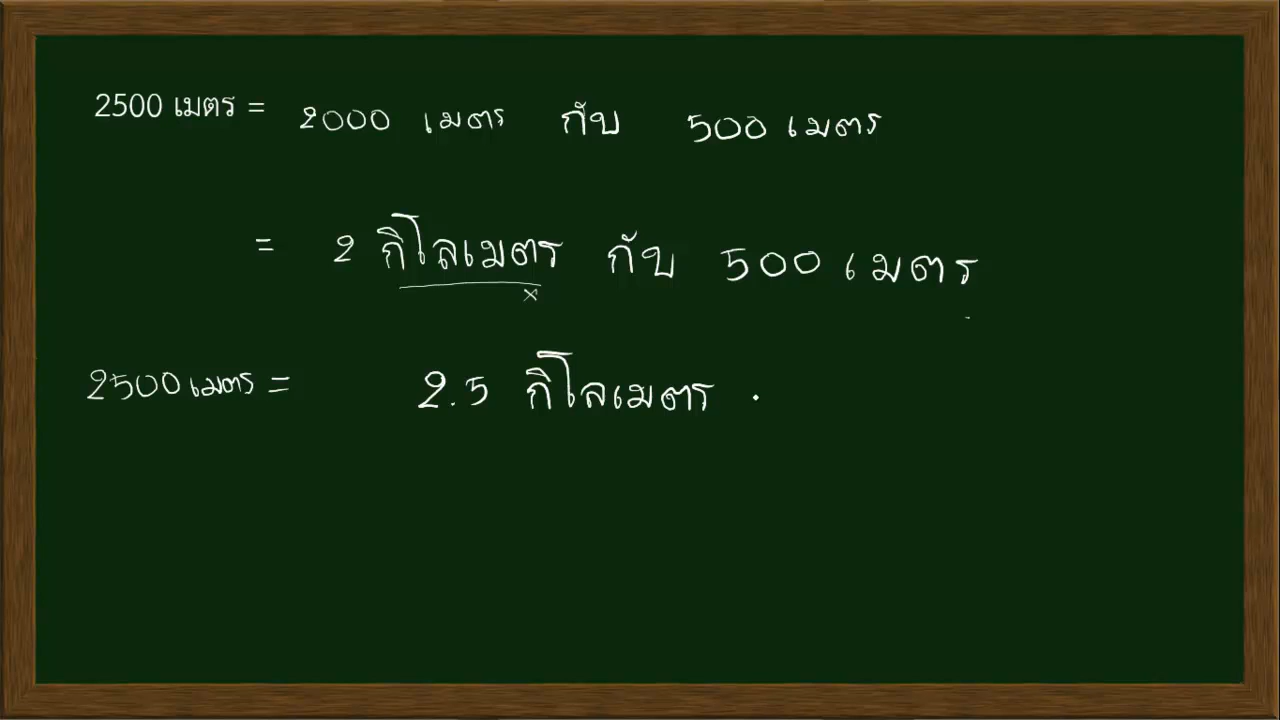 2500 เมตร = 2000 เมตร กับ 500 เมตร
= 2 กิโลเมตร กับ 500 เมตร
2500 เมตร = 2.5 กิโลเมตร